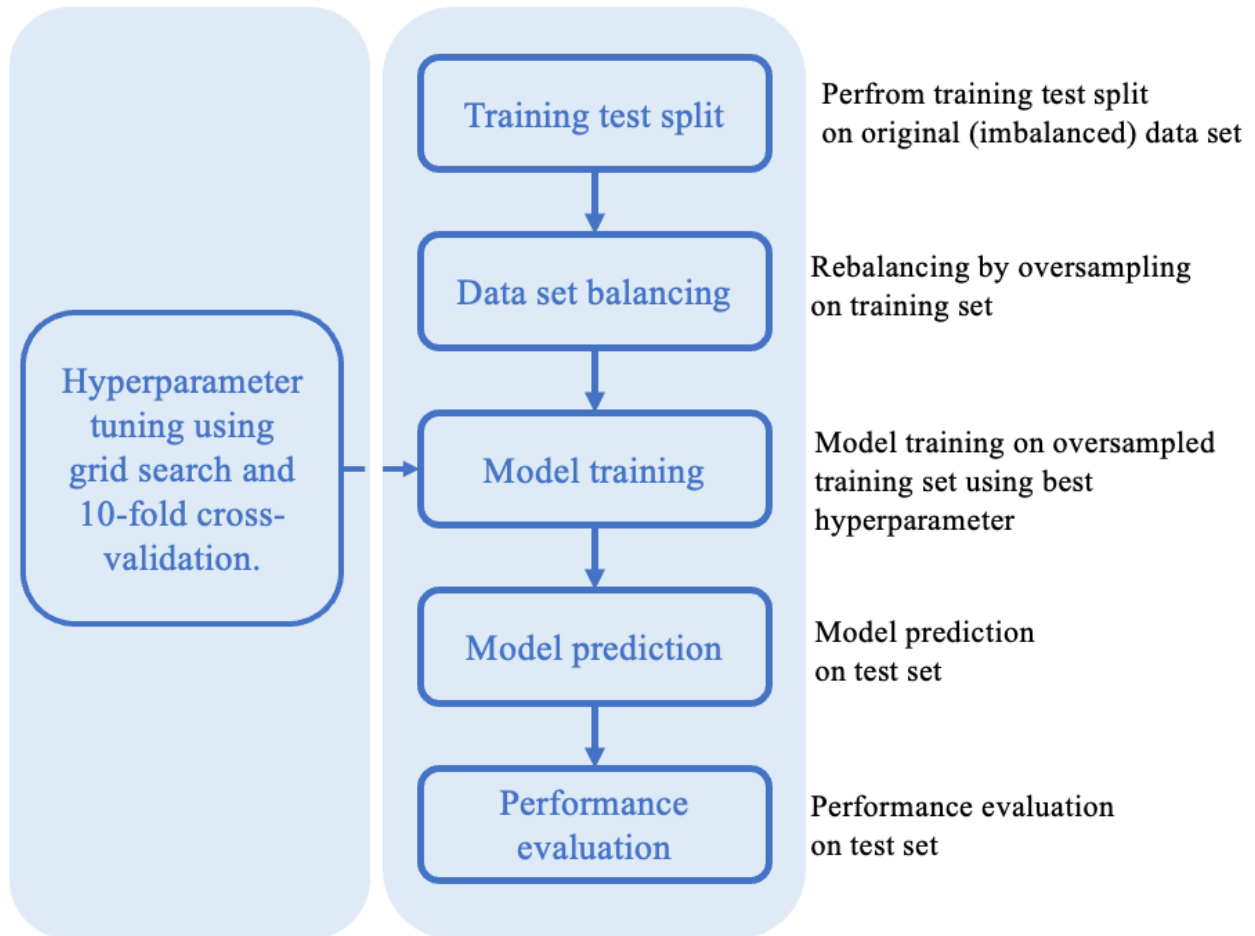 Training test split
Perfrom training test split
on original (imbalanced) data set
Data set balancing
Rebalancing by oversampling
on training set
Hyperparameter
tuning using
grid search and
10-fold cross-
validation.
Model training
Model training on oversampled
training set using best
hyperparameter
Model prediction
Model prediction
on test set
Performance
evaluation
Performance evaluation
on test set